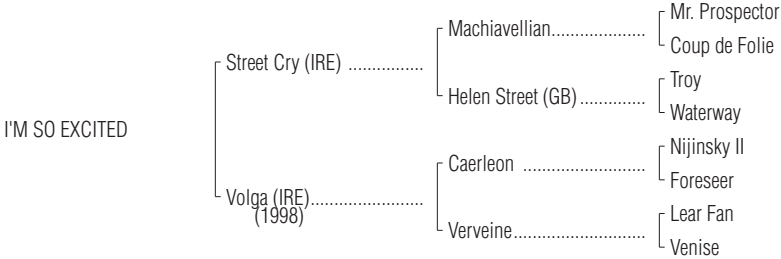 Mr. Prospector
Machiavellian....................
Coup de Folie
Street Cry (IRE) ................
Troy
Helen Street (GB)..............
Waterway
I'M SO EXCITED
Nijinsky II
Caerleon ..........................
Foreseer
Volga (IRE)........................
(1998)
Lear Fan
Verveine............................
Venise